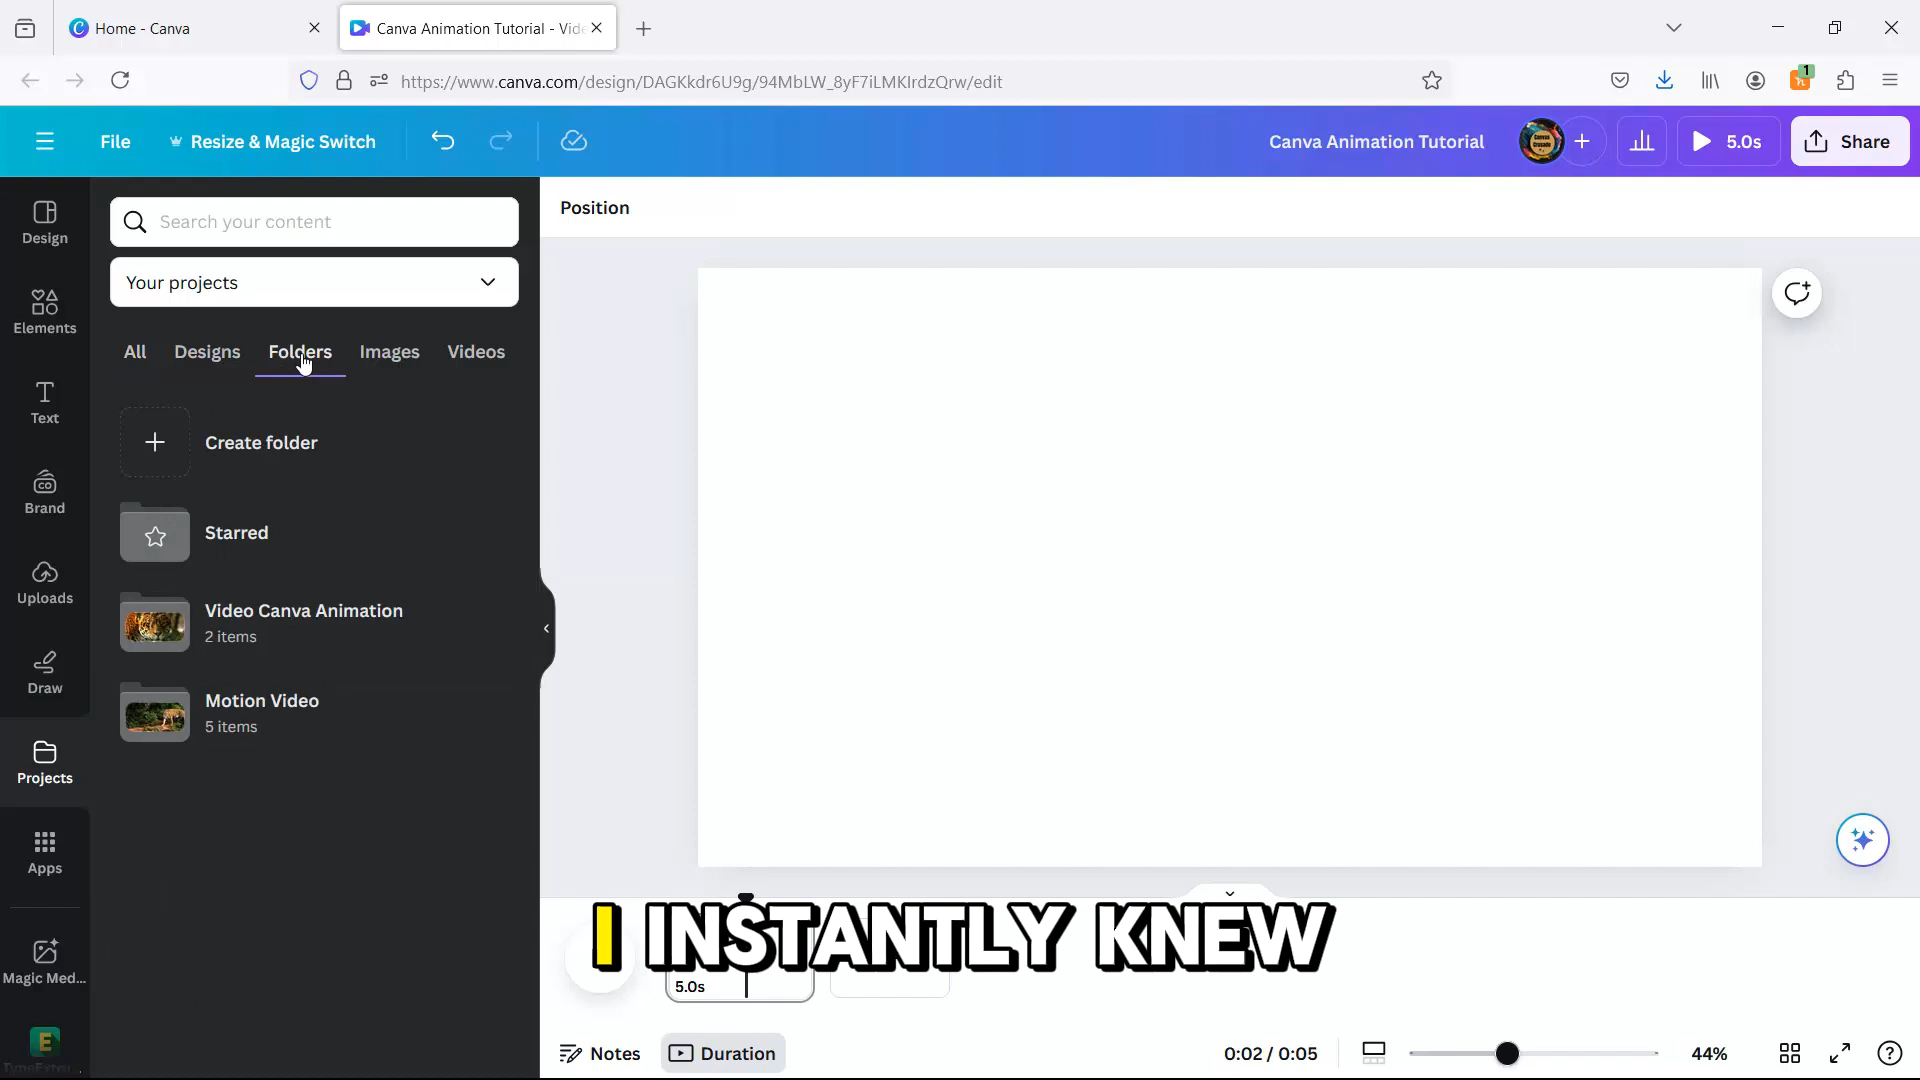 Home - Canva
Canva Animation Tutorial - Vide
https://www.canva.com/design/DAGKkdr6U9g/94MbLW_8yF7iLMKIrdzQrw/edit
1
File
Resize & Magic Switch
Canva Animation Tutorial
5.0s
Share
Design
Elements
Text
Brand
Uploads
Draw
Projects
Apps
Magic Med...
Search your content
Your projects
All Designs Folders Images Videos
Create folder
Starred
Video Canva Animation
2 items
Motion Video
5 items
Position
I INSTANTLY KNEW
5.0s
Notes
Duration
0:02 / 0:05
44%